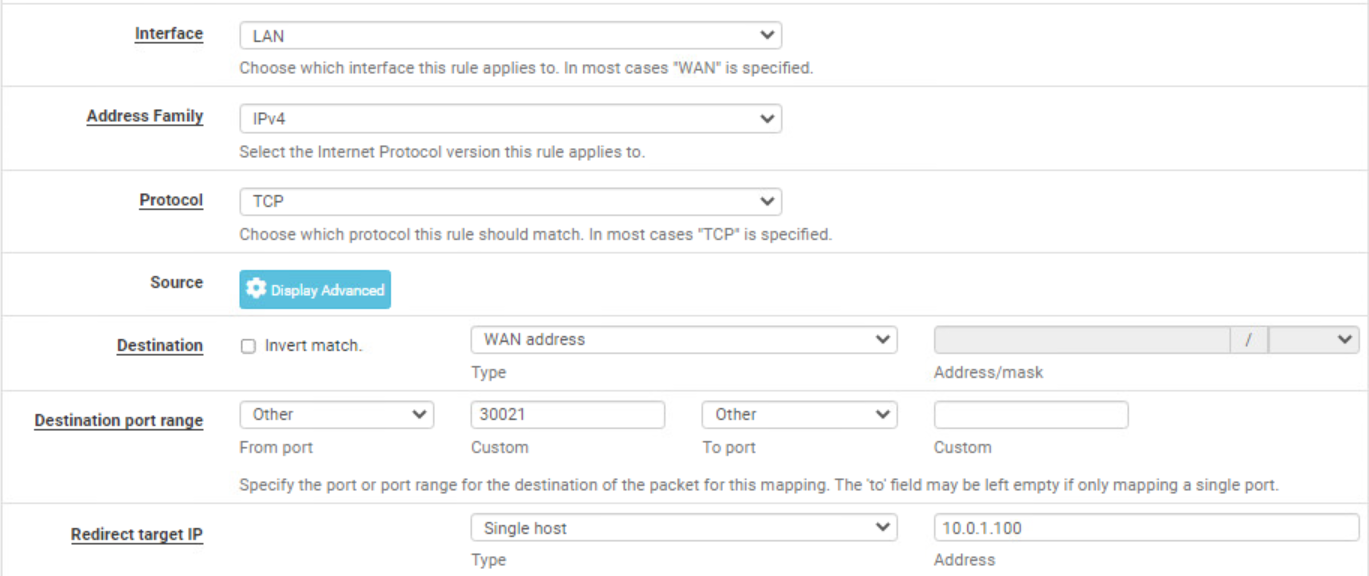 Interface
LAN
Choose which interface this rule applies to. In most cases "WAN" is specified.
Address Family
IPv4
Select the Internet Protocol version this rule applies to.
Protocol
TCP
Choose which protocol this rule should match. In most cases "TCP" is specified.
Source
Display Advanced
Destination
Invert match.
WAN address
/
Type
Address/mask
Destination port range
Other
30021
Other
From port
Custom
To port
Custom
Specify the port or port range for the destination of the packet for this mapping. The 'to' field may be left empty if only mapping a single port.
Redirect target IP
Single host
10.0.1.100
Type
Address